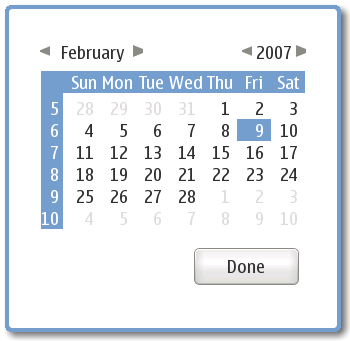 February 2007
Sun Mon Tue Wed Thu Fri Sat
5 28 29 30 31 1 2 3
6 4 5 6 7 8 9 10
7 11 12 13 14 15 16 17
8 18 19 20 21 22 23 24
9 25 26 27 28 1 2 3
10 4 5 6 7 8 9 10
Done